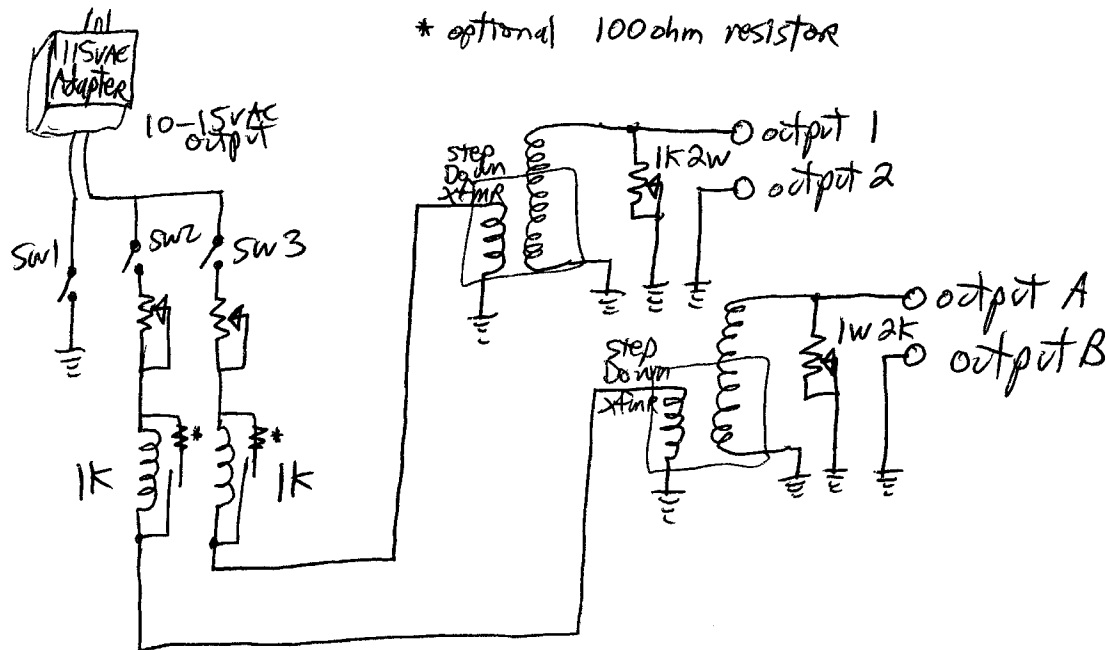 * optional 100 ohm resistor
115VAC
Adapter
10-15VAC
output
SW1
SW2
SW3
*
*
1K
1K
step
Down
xfmR
1K 2W
output 1
output 2
step
Down
xfmR
1W 2K
output A
output B